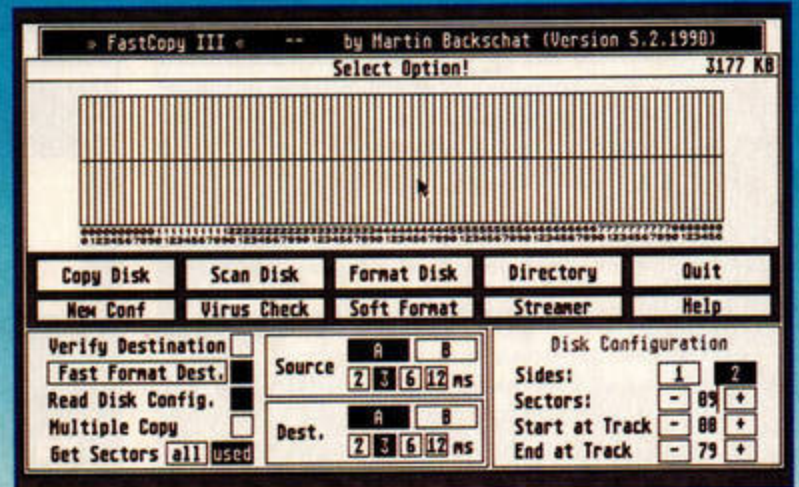 » FastCopy III « -- by Martin Backschat (Version 5.2.1990)
Select Option! 3177 KB
Copy Disk Scan Disk Format Disk Directory Quit
New Conf Virus Check Soft Format Streamer Help
Verify Destination
Fast Format Dest.
Read Disk Config.
Multiple Copy
Get Sectors all used
Source A B
2 3 6 12 ms
Dest. A B
2 3 6 12 ms
Disk Configuration
Sides: 1 2
Sectors: - 09 +
Start at Track - 00 +
End at Track - 79 +